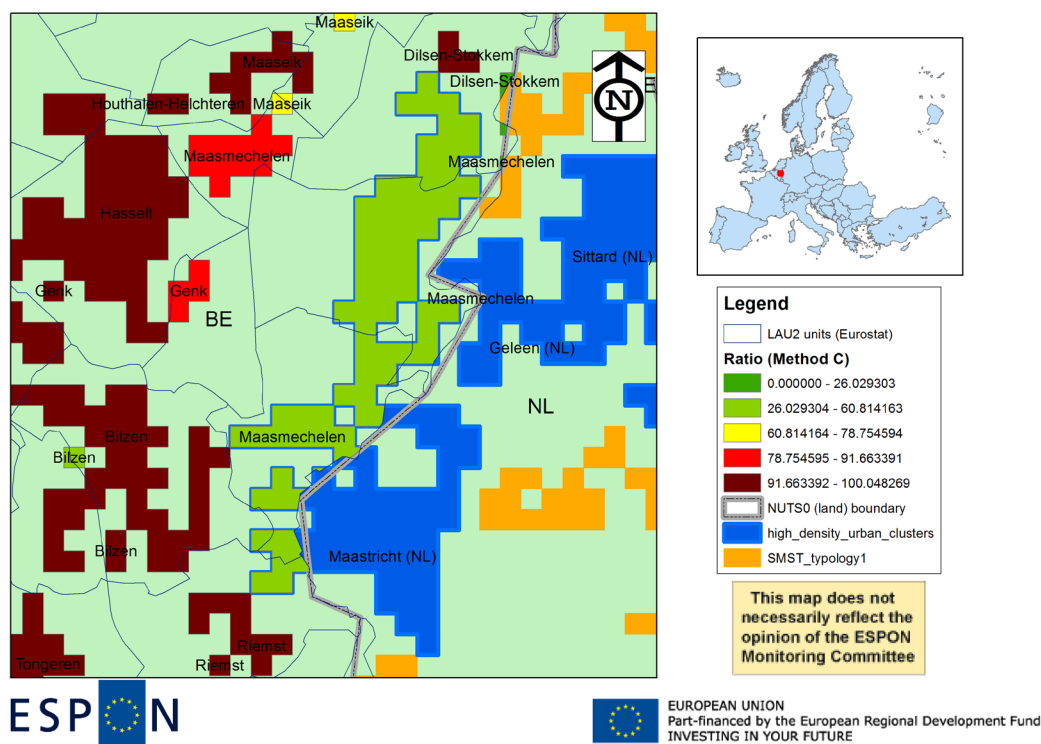 Maaseik
Dilsen-Stokkem
Maaseik
Dilsen-Stokkem
E
Houthalen-Helchteren
Maaseik
N
Maasmechelen
Maasmechelen
Hasselt
Sittard (NL)
Genk
Genk
Maasmechelen
BE
Geleen (NL)
NL
Maasmechelen
Bilzen
Bilzen
Bilzen
Maastricht (NL)
Riemst
Tongeren
Riemst
Legend
LAU2 units (Eurostat)
Ratio (Method C)
0.000000 - 26.029303
26.029304 - 60.814163
60.814164 - 78.754594
78.754595 - 91.663391
91.663392 - 100.048269
NUTS0 (land) boundary
high_density_urban_clusters
SMST_typology1
This map does not
necessarily reflect the
opinion of the ESPON
Monitoring Committee
ESPON
EUROPEAN UNION
Part-financed by the European Regional Development Fund
INVESTING IN YOUR FUTURE